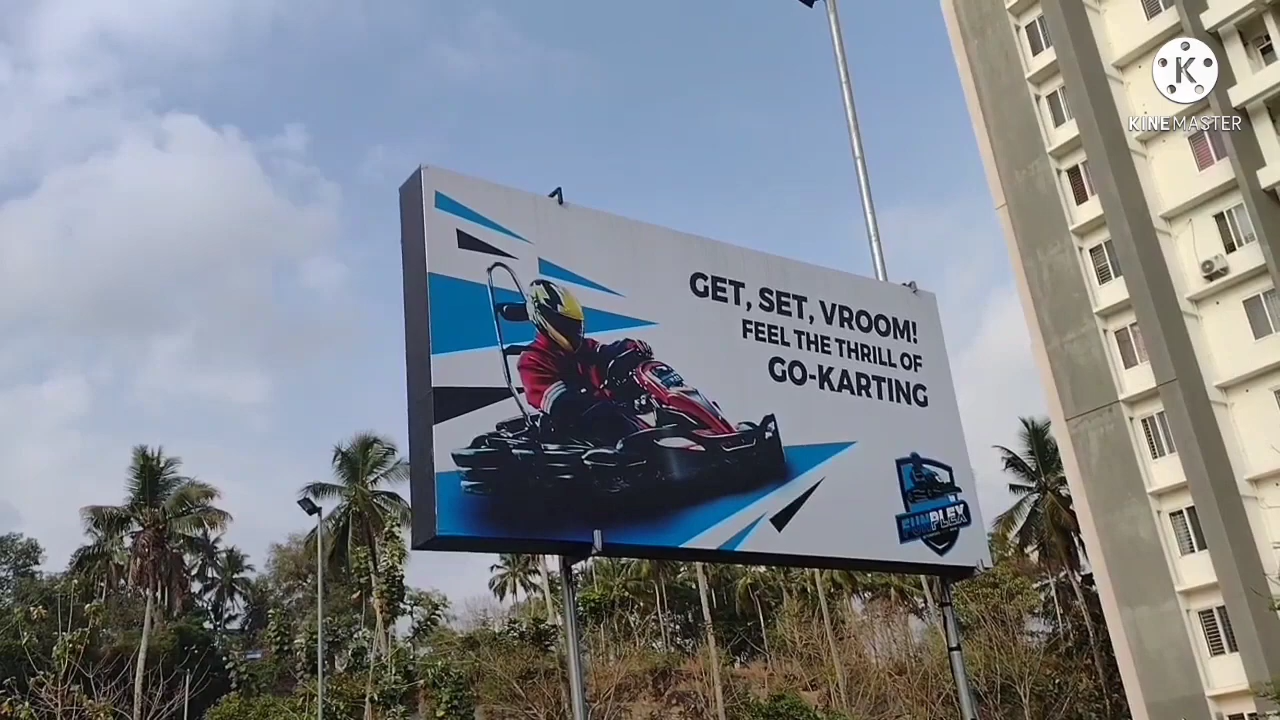 K
KINEMASTER
GET, SET, VROOM!
FEEL THE THRILL OF
GO-KARTING
FUNPLEX